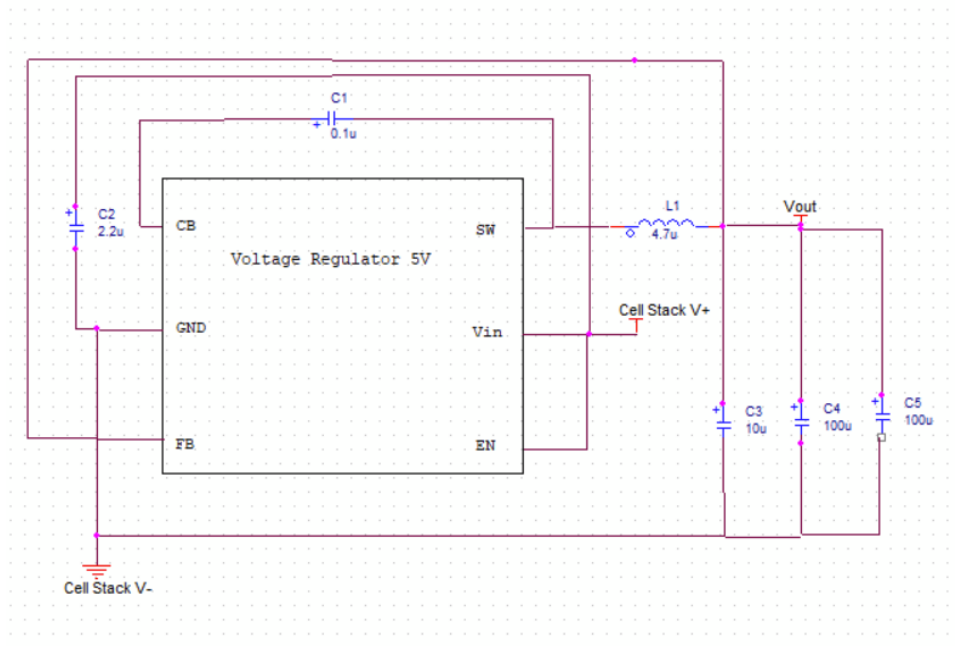 C1
+
0.1u
+
C2
2.2u
CB
SW
L1
4.7u
Vout
Voltage Regulator 5V
Cell Stack V+
GND
Vin
+
C3
10u
+
C4
100u
+
C5
100u
FB
EN
Cell Stack V-